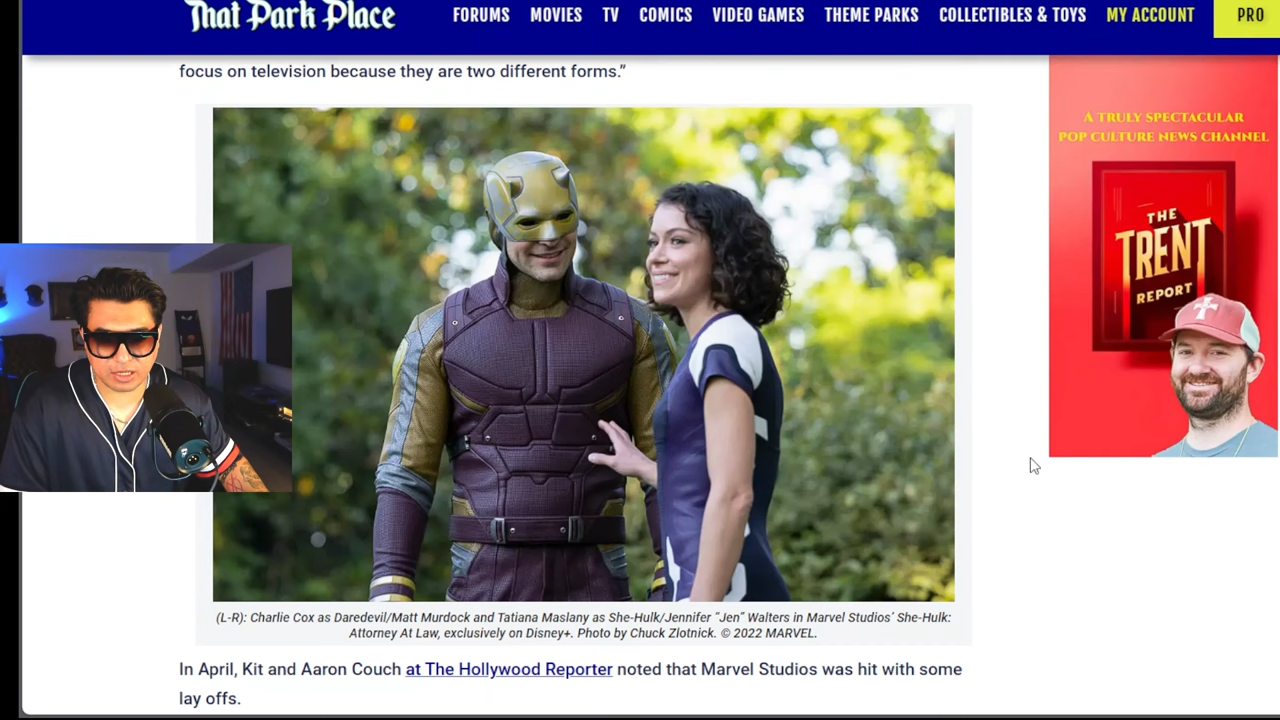 That Park Place
FORUMS MOVIES TV COMICS VIDEO GAMES THEME PARKS COLLECTIBLES & TOYS MY ACCOUNT PRO
focus on television because they are two different forms.”
A TRULY SPECTACULAR
POP CULTURE NEWS CHANNEL
THE
TRENT
REPORT
(L-R): Charlie Cox as Daredevil/Matt Murdock and Tatiana Maslany as She-Hulk/Jennifer “Jen” Walters in Marvel Studios’ She-Hulk:
Attorney At Law, exclusively on Disney+. Photo by Chuck Zlotnick. © 2022 MARVEL.
In April, Kit and Aaron Couch at The Hollywood Reporter noted that Marvel Studios was hit with some
lay offs.